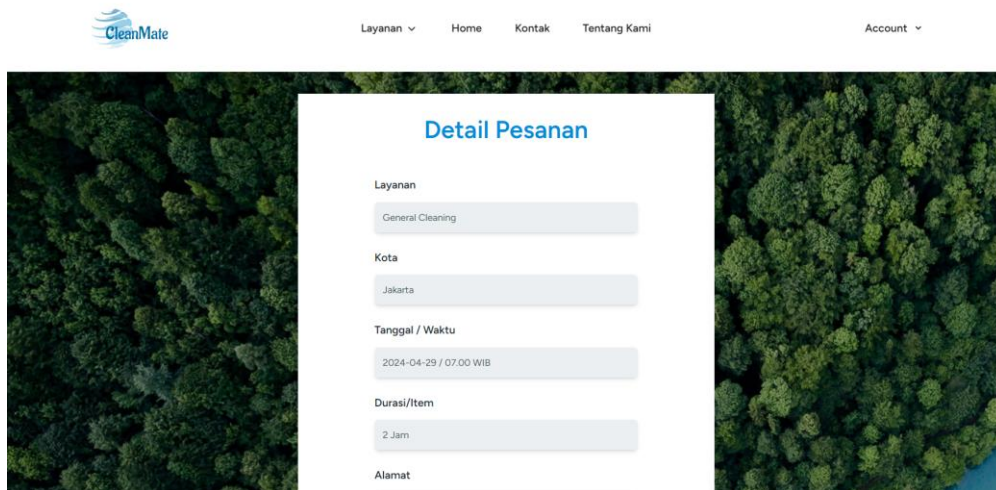 CleanMate
Layanan Home Kontak Tentang Kami Account
Detail Pesanan
Layanan
General Cleaning
Kota
Jakarta
Tanggal / Waktu
2024-04-29 / 07.00 WIB
Durasi/Item
2 Jam
Alamat